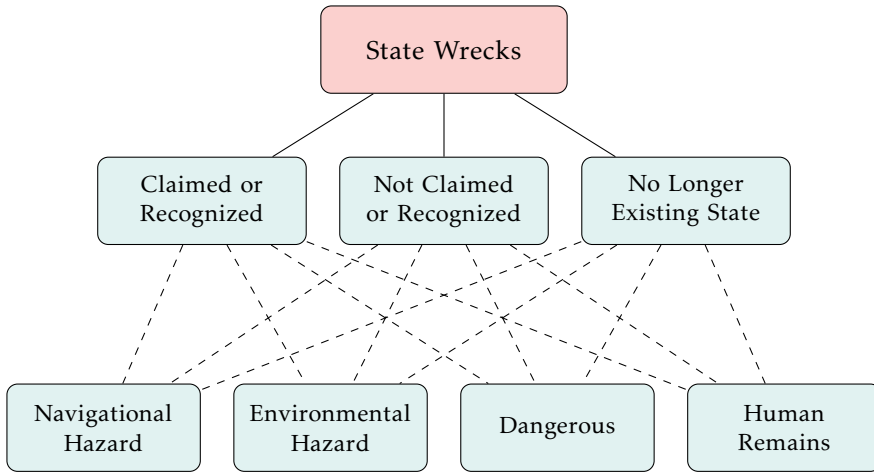 State Wrecks
Claimed or
Recognized
Not Claimed
or Recognized
No Longer
Existing State
Navigational
Hazard
Environmental
Hazard
Dangerous
Human
Remains